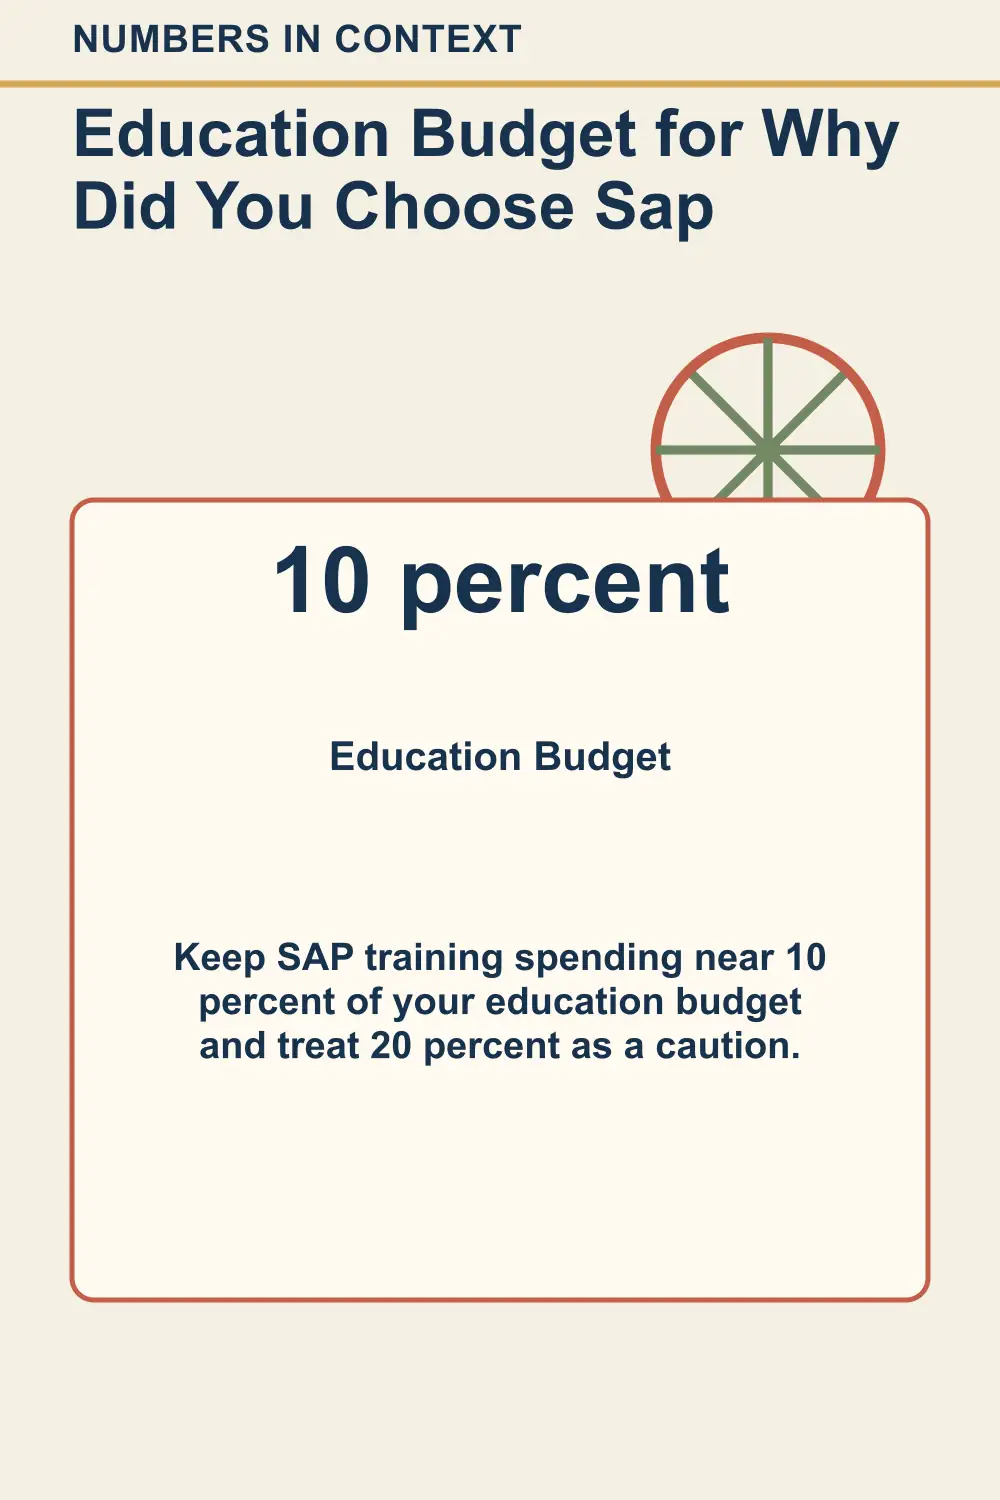 NUMBERS IN CONTEXT
Education Budget for Why
Did You Choose Sap
10 percent
Education Budget
Keep SAP training spending near 10
percent of your education budget
and treat 20 percent as a caution.